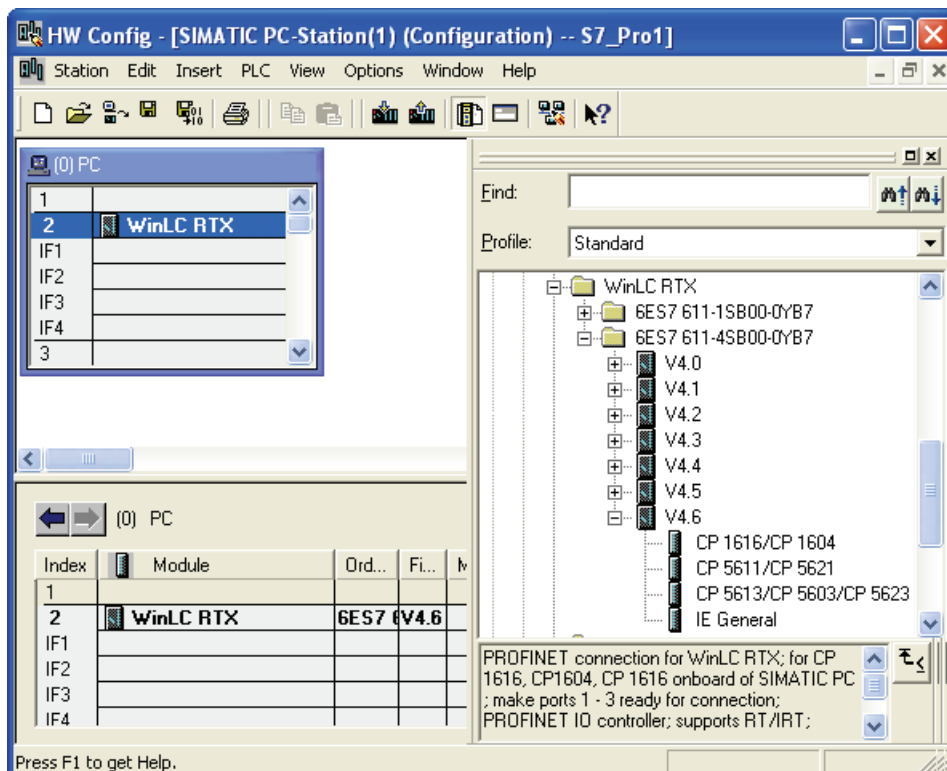 HW Config - [SIMATIC PC-Station(1) (Configuration) -- S7_Pro1]
Station Edit Insert PLC View Options Window Help
(0) PC
1
2 WinLC RTX
IF1
IF2
IF3
IF4
3
Find:
Profile: Standard
WinLC RTX
6ES7 611-1SB00-0YB7
6ES7 611-4SB00-0YB7
V4.0
V4.1
V4.2
V4.3
V4.4
V4.5
V4.6
CP 1616/CP 1604
CP 5611/CP 5621
CP 5613/CP 5603/CP 5623
IE General
(0) PC
Index Module Ord... Fi...
1
2 WinLC RTX 6ES7 V4.6
IF1
IF2
IF3
IF4
PROFINET connection for WinLC RTX; for CP
1616, CP1604, CP 1616 onboard of SIMATIC PC
; make ports 1 - 3 ready for connection;
PROFINET IO controller; supports RT/IRT;
Press F1 to get Help.